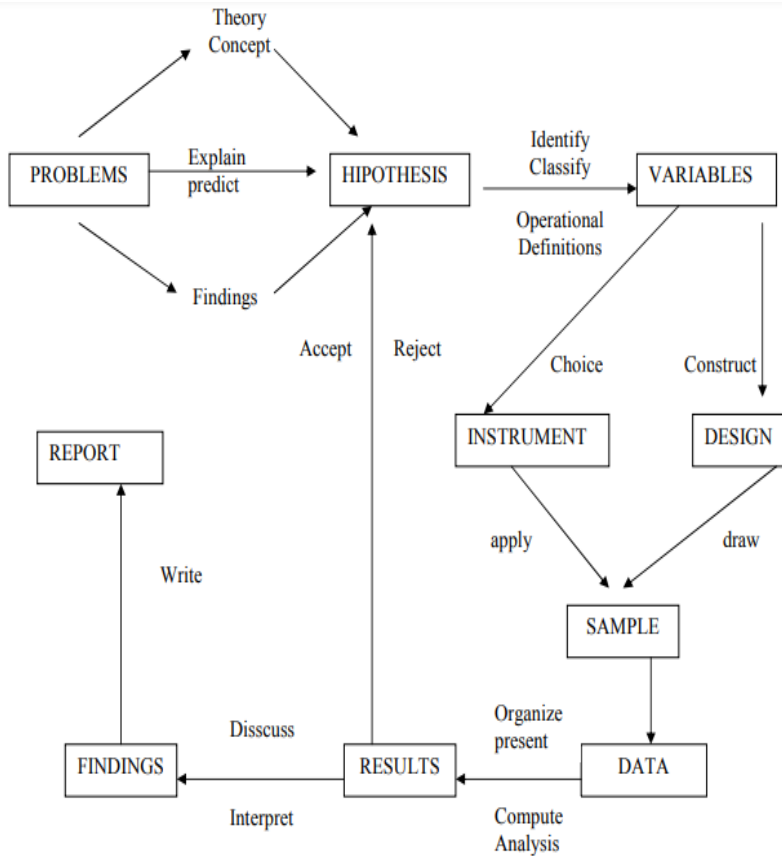 Theory
Concept
PROBLEMS
Explain
predict
HIPOTHESIS
Identify
Classify
VARIABLES
Operational
Definitions
Findings
Accept
Reject
Choice
Construct
REPORT
INSTRUMENT
DESIGN
apply
draw
Write
SAMPLE
Organize
present
Disscuss
FINDINGS
RESULTS
DATA
Interpret
Compute
Analysis